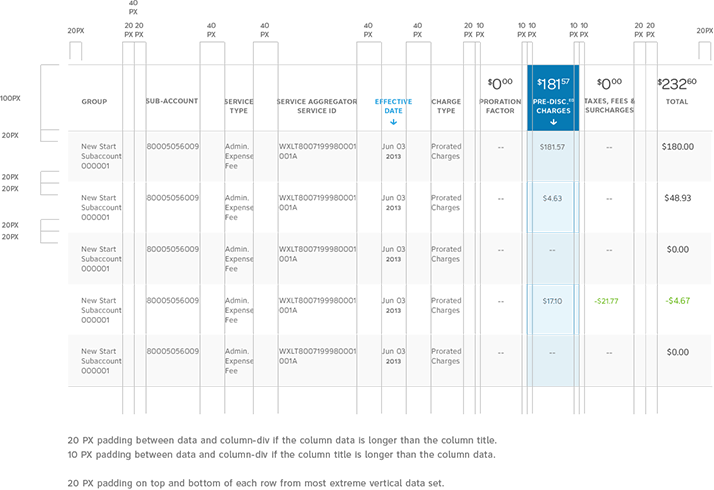 40
PX
20PX
20 20
PX PX
40
PX
40
PX
40
PX
40
PX
20 10
PX PX
10 10
PX PX
10 10
PX PX
20 20
PX PX
20PX
100PX
20PX
20PX
20PX
20PX
20PX
$0.00 $181.57 $0.00 $232.60
GROUP SUB-ACCOUNT SERVICE TYPE SERVICE AGGREGATOR SERVICE ID EFFECTIVE DATE ↓ CHARGE TYPE PRORATION FACTOR PRE-DISC. CHARGES ↓ TAXES, FEES & SURCHARGES TOTAL
New Start 80005056009 Admin. WXLT8007199980001 Jun 03 Prorated -- $181.57 -- $180.00
Subaccount Expense 001A 2013 Charges
000001 Fee
New Start 80005056009 Admin. WXLT8007199980001 Jun 03 Prorated -- $4.63 -- $48.93
Subaccount Expense 001A 2013 Charges
000001 Fee
New Start 80005056009 Admin. WXLT8007199980001 Jun 03 Prorated -- -- -- $0.00
Subaccount Expense 001A 2013 Charges
000001 Fee
New Start 80005056009 Admin. WXLT8007199980001 Jun 03 Prorated -- $17.10 -$21.77 -$4.67
Subaccount Expense 001A 2013 Charges
000001 Fee
New Start 80005056009 Admin. WXLT8007199980001 Jun 03 Prorated -- -- -- $0.00
Subaccount Expense 001A 2013 Charges
000001 Fee
20 PX padding between data and column-div if the column data is longer than the column title.
10 PX padding between data and column-div if the column title is longer than the column data.
20 PX padding on top and bottom of each row from most extreme vertical data set.